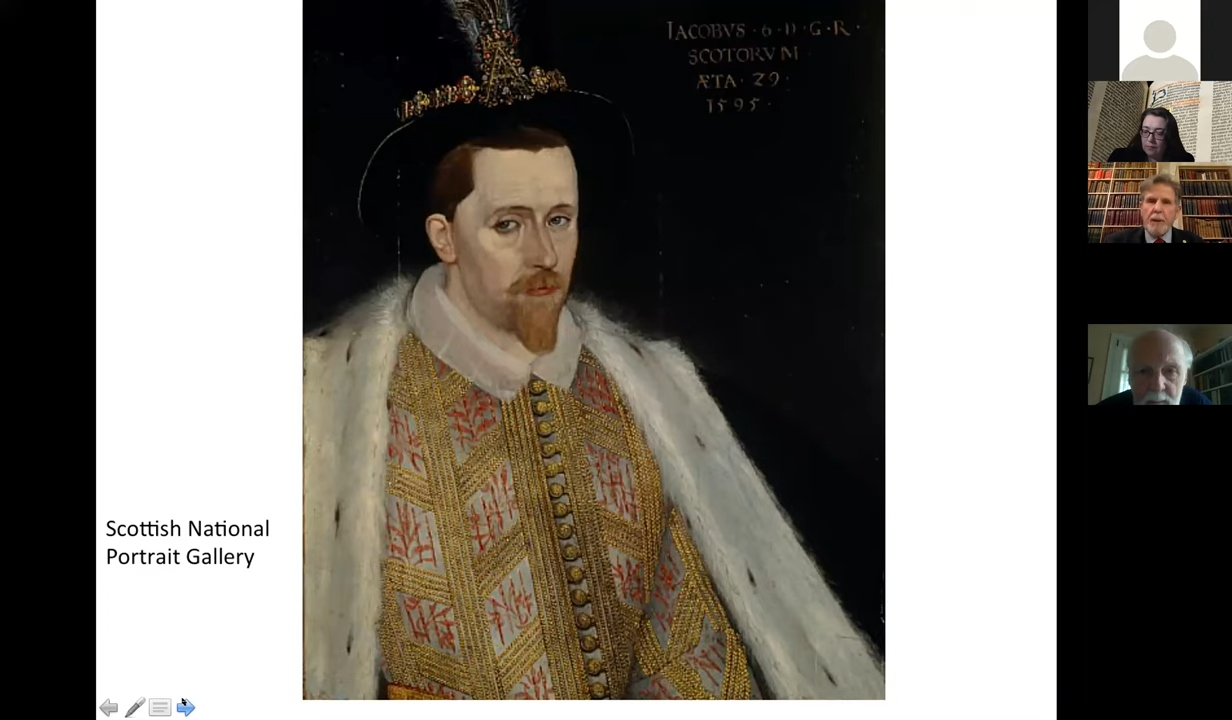 IACOBVS · 6 · D · G · R ·
SCOTORVM
ÆTA · 29 ·
1595 ·
Scottish National
Portrait Gallery